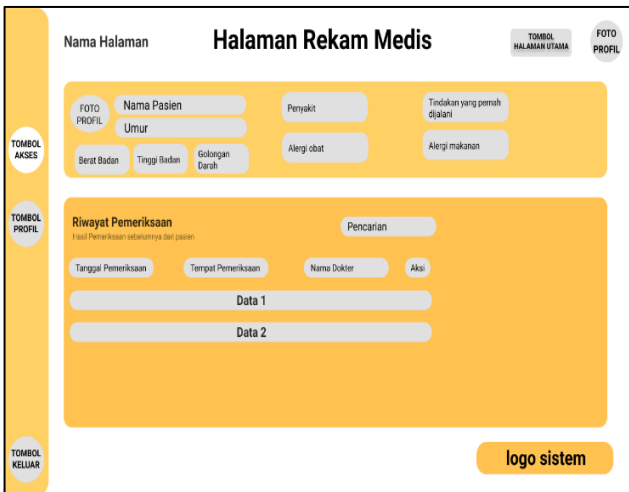 Nama Halaman
Halaman Rekam Medis
TOMBOL
HALAMAN UTAMA
FOTO
PROFIL
TOMBOL
AKSES
TOMBOL
PROFIL
TOMBOL
KELUAR
FOTO
PROFIL
Nama Pasien
Umur
Berat Badan
Tinggi Badan
Golongan
Darah
Penyakit
Alergi obat
Tindakan yang pernah
dijalani
Alergi makanan
Riwayat Pemeriksaan
Hasil Pemeriksaan sebelumnya dari pasien
Pencarian
Tanggal Pemeriksaan
Tempat Pemeriksaan
Nama Dokter
Aksi
Data 1
Data 2
logo sistem